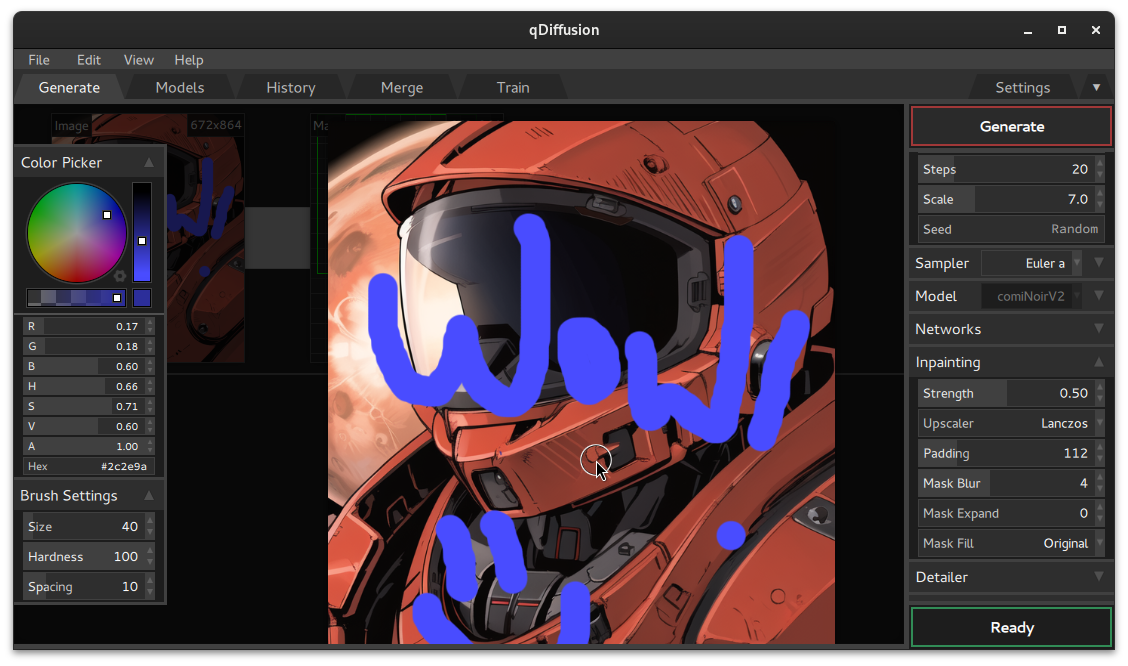 qDiffusion
File Edit View Help
Generate Models History Merge Train Settings
Image 672x864
Color Picker
R 0.17
G 0.18
B 0.60
H 0.66
S 0.71
V 0.60
A 1.00
Hex #2c2e9a
Brush Settings
Size 40
Hardness 100
Spacing 10
Wow!
Generate
Steps 20
Scale 7.0
Seed Random
Sampler Euler a
Model comiNoirV2
Networks
Inpainting
Strength 0.50
Upscaler Lanczos
Padding 112
Mask Blur 4
Mask Expand 0
Mask Fill Original
Detailer
Ready